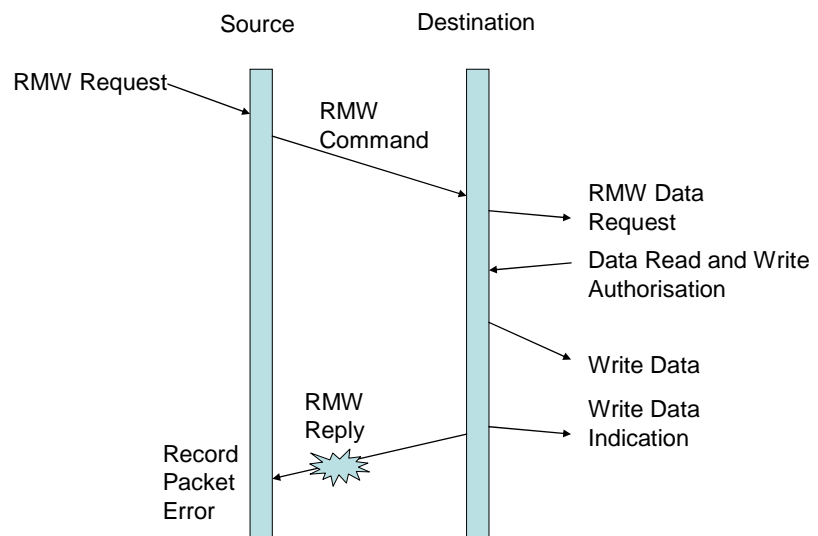 Source
Destination
RMW Request
RMW
Command
RMW Data
Request
Data Read and Write
Authorisation
Write Data
Write Data
Indication
RMW
Reply
Record
Packet
Error